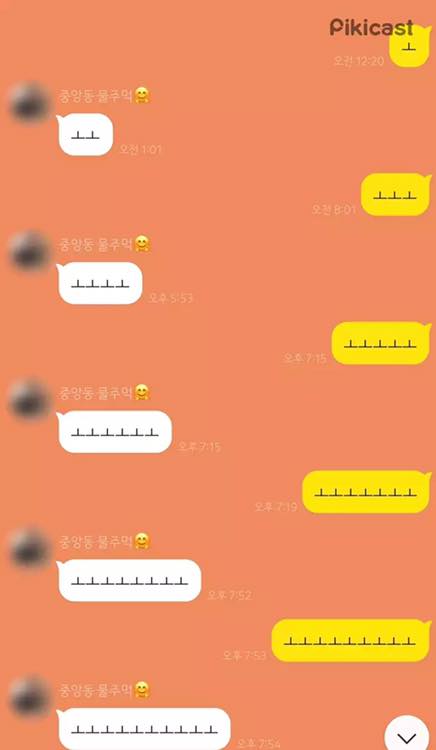 Pikicast
ㅗ
오전 12:20
중앙동 물주먹🤗
ㅗㅗ 오전 1:01
오전 8:01 ㅗㅗㅗ
중앙동 물주먹🤗
ㅗㅗㅗㅗ 오후 5:53
오후 7:15 ㅗㅗㅗㅗㅗ
중앙동 물주먹🤗
ㅗㅗㅗㅗㅗㅗ 오후 7:15
오후 7:19 ㅗㅗㅗㅗㅗㅗㅗ
중앙동 물주먹🤗
ㅗㅗㅗㅗㅗㅗㅗㅗ 오후 7:52
오후 7:53 ㅗㅗㅗㅗㅗㅗㅗㅗㅗ
중앙동 물주먹🤗
ㅗㅗㅗㅗㅗㅗㅗㅗㅗㅗ 오후 7:54